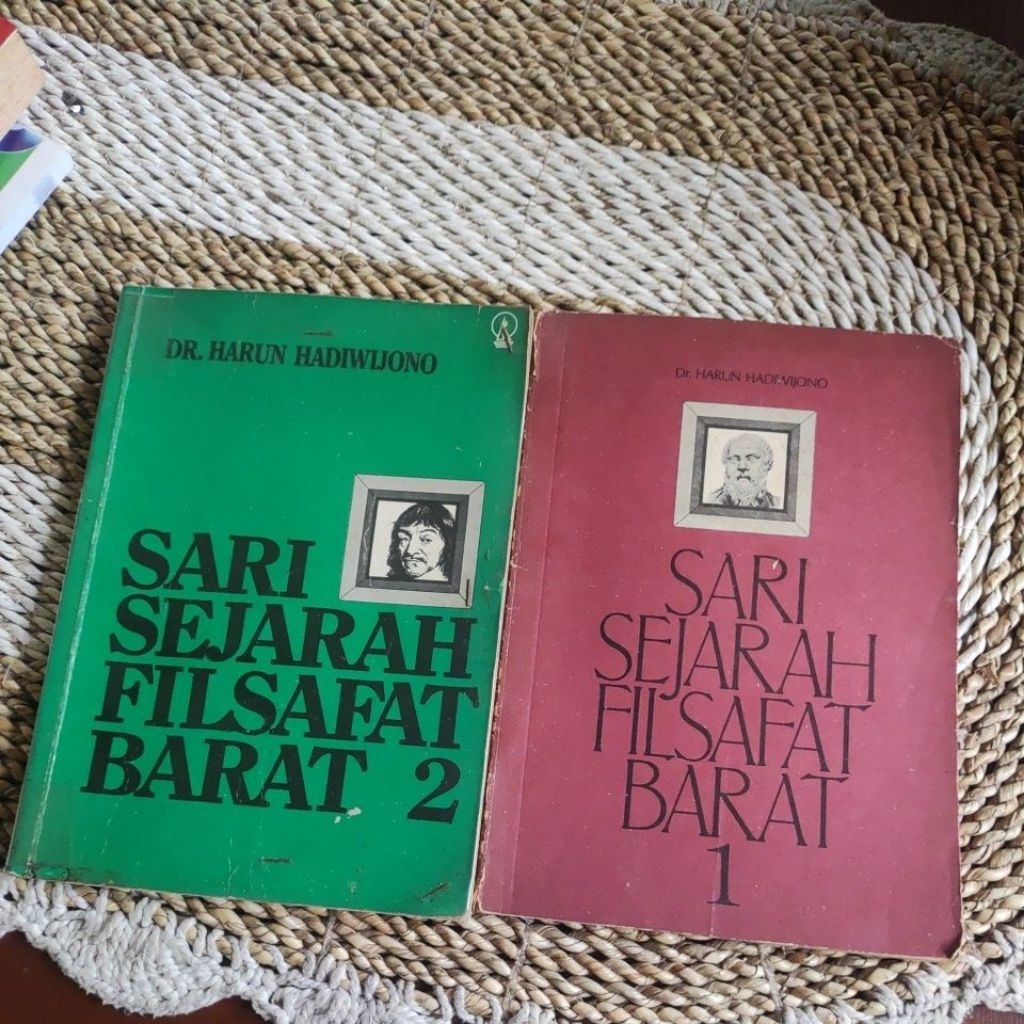 DR. HARUN HADIWIJONO
SARI
SEJARAH
FILSAFAT
BARAT 2
Dr. HARUN HADIWIJONO
SARI
SEJARAH
FILSAFAT
BARAT
1